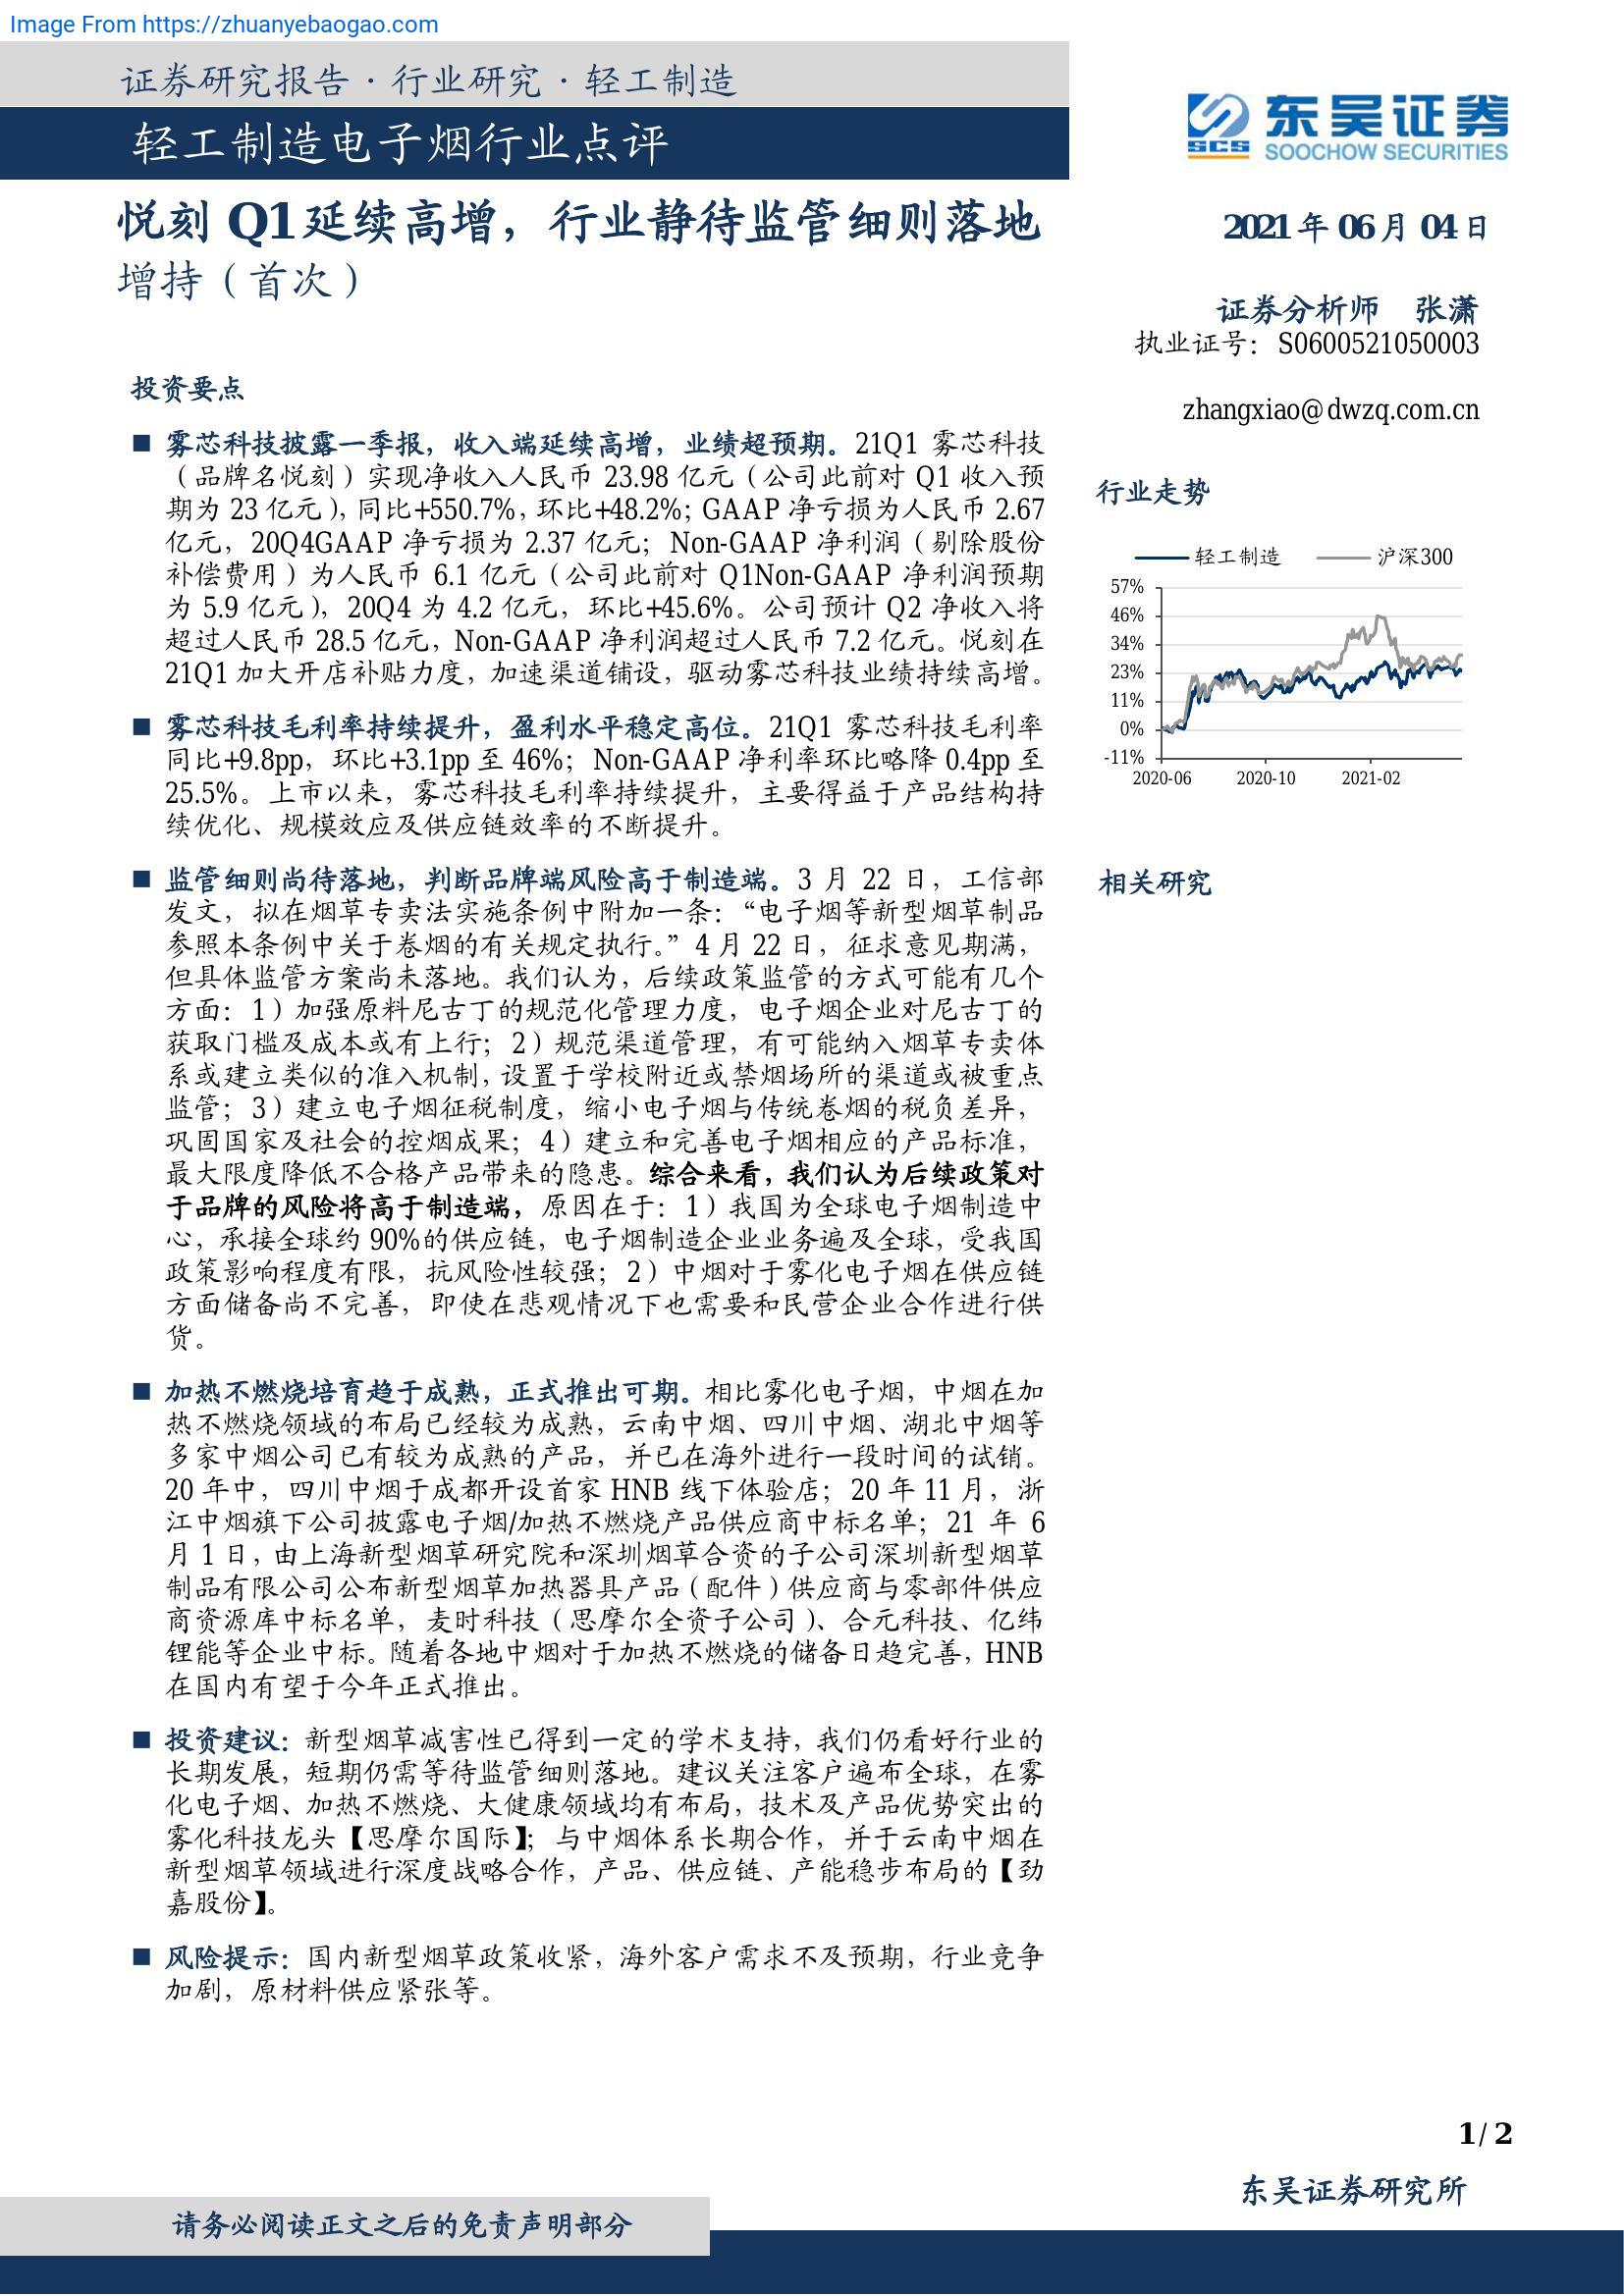 Image From https://zhuanyebaogao.com
证券研究报告·行业研究·轻工制造
轻工制造电子烟行业点评
东吴证券
SCS SOOCHOW SECURITIES
悦刻 Q1延续高增，行业静待监管细则落地
增持（首次）
2021 年 06 月 04 日
证券分析师 张潇
执业证号：S0600521050003
zhangxiao@dwzq.com.cn
投资要点
■ 雾芯科技披露一季报，收入端延续高增，业绩超预期。21Q1 雾芯科技
（品牌名悦刻）实现净收入人民币 23.98 亿元（公司此前对 Q1 收入预
期为 23 亿元），同比+550.7%，环比+48.2%；GAAP 净亏损为人民币 2.67
亿元，20Q4GAAP 净亏损为 2.37 亿元；Non-GAAP 净利润（剔除股份
补偿费用）为人民币 6.1 亿元（公司此前对 Q1Non-GAAP 净利润预期
为 5.9 亿元），20Q4 为 4.2 亿元，环比+45.6%。公司预计 Q2 净收入将
超过人民币 28.5 亿元，Non-GAAP 净利润超过人民币 7.2 亿元。悦刻在
21Q1 加大开店补贴力度，加速渠道铺设，驱动雾芯科技业绩持续高增。
■ 雾芯科技毛利率持续提升，盈利水平稳定高位。21Q1 雾芯科技毛利率
同比+9.8pp，环比+3.1pp 至 46%；Non-GAAP 净利率环比略降 0.4pp 至
25.5%。上市以来，雾芯科技毛利率持续提升，主要得益于产品结构持
续优化、规模效应及供应链效率的不断提升。
■ 监管细则尚待落地，判断品牌端风险高于制造端。3 月 22 日，工信部
发文，拟在烟草专卖法实施条例中附加一条：“电子烟等新型烟草制品
参照本条例中关于卷烟的有关规定执行。”4 月 22 日，征求意见期满，
但具体监管方案尚未落地。我们认为，后续政策监管的方式可能有几个
方面：1）加强原料尼古丁的规范化管理力度，电子烟企业对尼古丁的
获取门槛及成本或有上行；2）规范渠道管理，有可能纳入烟草专卖体
系或建立类似的准入机制，设置于学校附近或禁烟场所的渠道或被重点
监管；3）建立电子烟征税制度，缩小电子烟与传统卷烟的税负差异，
巩固国家及社会的控烟成果；4）建立和完善电子烟相应的产品标准，
最大限度降低不合格产品带来的隐患。综合来看，我们认为后续政策对
于品牌的风险将高于制造端，原因在于：1）我国为全球电子烟制造中
心，承接全球约 90%的供应链，电子烟制造企业业务遍及全球，受我国
政策影响程度有限，抗风险性较强；2）中烟对于雾化电子烟在供应链
方面储备尚不完善，即使在悲观情况下也需要和民营企业合作进行供
货。
■ 加热不燃烧培育趋于成熟，正式推出可期。相比雾化电子烟，中烟在加
热不燃烧领域的布局已经较为成熟，云南中烟、四川中烟、湖北中烟等
多家中烟公司已有较为成熟的产品，并已在海外进行一段时间的试销。
20 年中，四川中烟于成都开设首家 HNB 线下体验店；20 年 11 月，浙
江中烟旗下公司披露电子烟/加热不燃烧产品供应商中标名单；21 年 6
月 1 日，由上海新型烟草研究院和深圳烟草合资的子公司深圳新型烟草
制品有限公司公布新型烟草加热器具产品（配件）供应商与零部件供应
商资源库中标名单，麦时科技（思摩尔全资子公司）、合元科技、亿纬
锂能等企业中标。随着各地中烟对于加热不燃烧的储备日趋完善，HNB
在国内有望于今年正式推出。
■ 投资建议：新型烟草减害性已得到一定的学术支持，我们仍看好行业的
长期发展，短期仍需等待监管细则落地。建议关注客户遍布全球，在雾
化电子烟、加热不燃烧、大健康领域均有布局，技术及产品优势突出的
雾化科技龙头【思摩尔国际】；与中烟体系长期合作，并于云南中烟在
新型烟草领域进行深度战略合作，产品、供应链、产能稳步布局的【劲
嘉股份】。
■ 风险提示：国内新型烟草政策收紧，海外客户需求不及预期，行业竞争
加剧，原材料供应紧张等。
行业走势
轻工制造 沪深300
57%
46%
34%
23%
11%
0%
-11%
2020-06 2020-10 2021-02
相关研究
1 / 2
东吴证券研究所
请务必阅读正文之后的免责声明部分